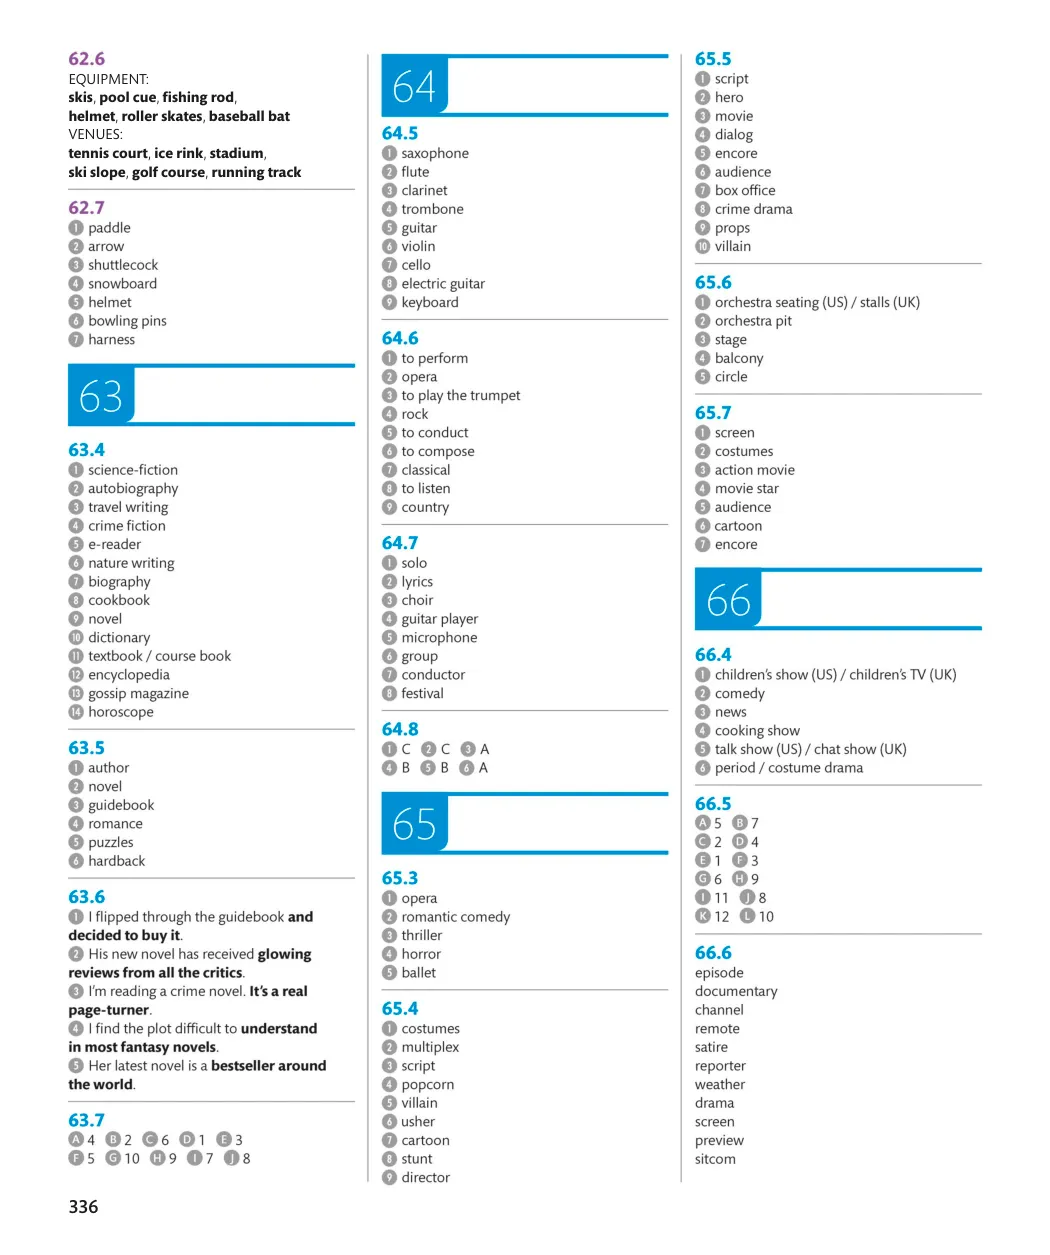 62.6
EQUIPMENT:
skis, pool cue, fishing rod,
helmet, roller skates, baseball bat
VENUES:
tennis court, ice rink, stadium,
ski slope, golf course, running track
62.7
1 paddle
2 arrow
3 shuttlecock
4 snowboard
5 helmet
6 bowling pins
7 harness
63
63.4
1 science-fiction
2 autobiography
3 travel writing
4 crime fiction
5 e-reader
6 nature writing
7 biography
8 cookbook
9 novel
10 dictionary
11 textbook / course book
12 encyclopedia
13 gossip magazine
14 horoscope
63.5
1 author
2 novel
3 guidebook
4 romance
5 puzzles
6 hardback
63.6
1 I flipped through the guidebook and
decided to buy it.
2 His new novel has received glowing
reviews from all the critics.
3 I'm reading a crime novel. It's a real
page-turner.
4 I find the plot difficult to understand
in most fantasy novels.
5 Her latest novel is a bestseller around
the world.
63.7
A 4 B 2 C 6 D 1 E 3
F 5 G 10 H 9 I 7 J 8
64
64.5
1 saxophone
2 flute
3 clarinet
4 trombone
5 guitar
6 violin
7 cello
8 electric guitar
9 keyboard
64.6
1 to perform
2 opera
3 to play the trumpet
4 rock
5 to conduct
6 to compose
7 classical
8 to listen
9 country
64.7
1 solo
2 lyrics
3 choir
4 guitar player
5 microphone
6 group
7 conductor
8 festival
64.8
1 C 2 C 3 A
4 B 5 B 6 A
65
65.3
1 opera
2 romantic comedy
3 thriller
4 horror
5 ballet
65.4
1 costumes
2 multiplex
3 script
4 popcorn
5 villain
6 usher
7 cartoon
8 stunt
9 director
65.5
1 script
2 hero
3 movie
4 dialog
5 encore
6 audience
7 box office
8 crime drama
9 props
10 villain
65.6
1 orchestra seating (US) / stalls (UK)
2 orchestra pit
3 stage
4 balcony
5 circle
65.7
1 screen
2 costumes
3 action movie
4 movie star
5 audience
6 cartoon
7 encore
66
66.4
1 children's show (US) / children's TV (UK)
2 comedy
3 news
4 cooking show
5 talk show (US) / chat show (UK)
6 period / costume drama
66.5
A 5 B 7
C 2 D 4
E 1 F 3
G 6 H 9
I 11 J 8
K 12 L 10
66.6
episode
documentary
channel
remote
satire
reporter
weather
drama
screen
preview
sitcom
336